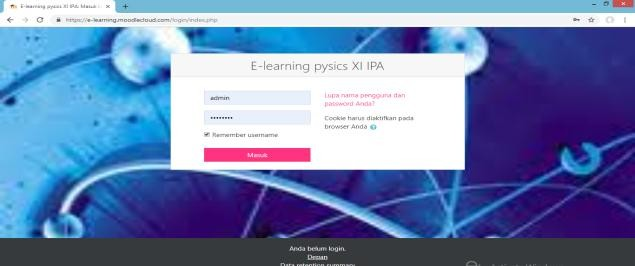 E-learning pysics XI IPA: Masuk
https://e-learning.moodlecloud.com/login/index.php
E-learning pysics XI IPA
admin
Lupa nama pengguna dan
password Anda?
••••••••
Cookie harus diaktifkan pada
browser Anda
Remember username
Masuk
Anda belum login.
Depan
Data retention summary